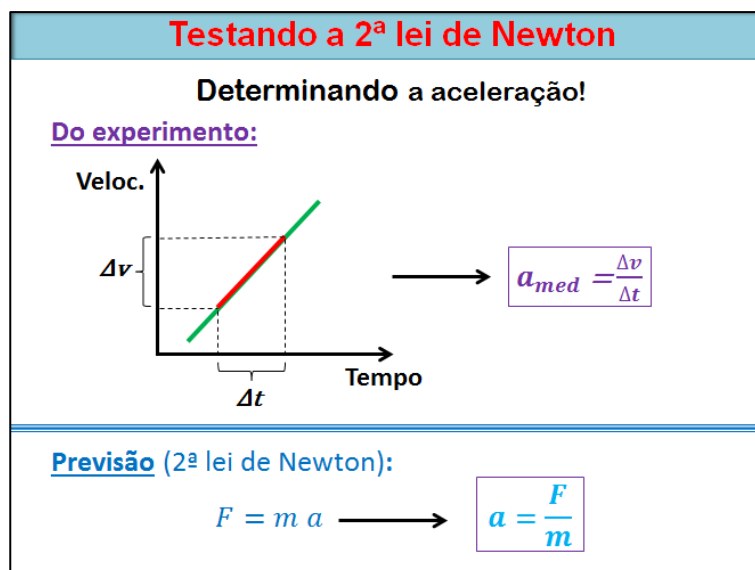 Testando a 2ª lei de Newton
Determinando a aceleração!
Do experimento:
Veloc.
Δv
Δt
Tempo
a_med = Δv/Δt
Previsão (2ª lei de Newton):
F = m a
a = F/m